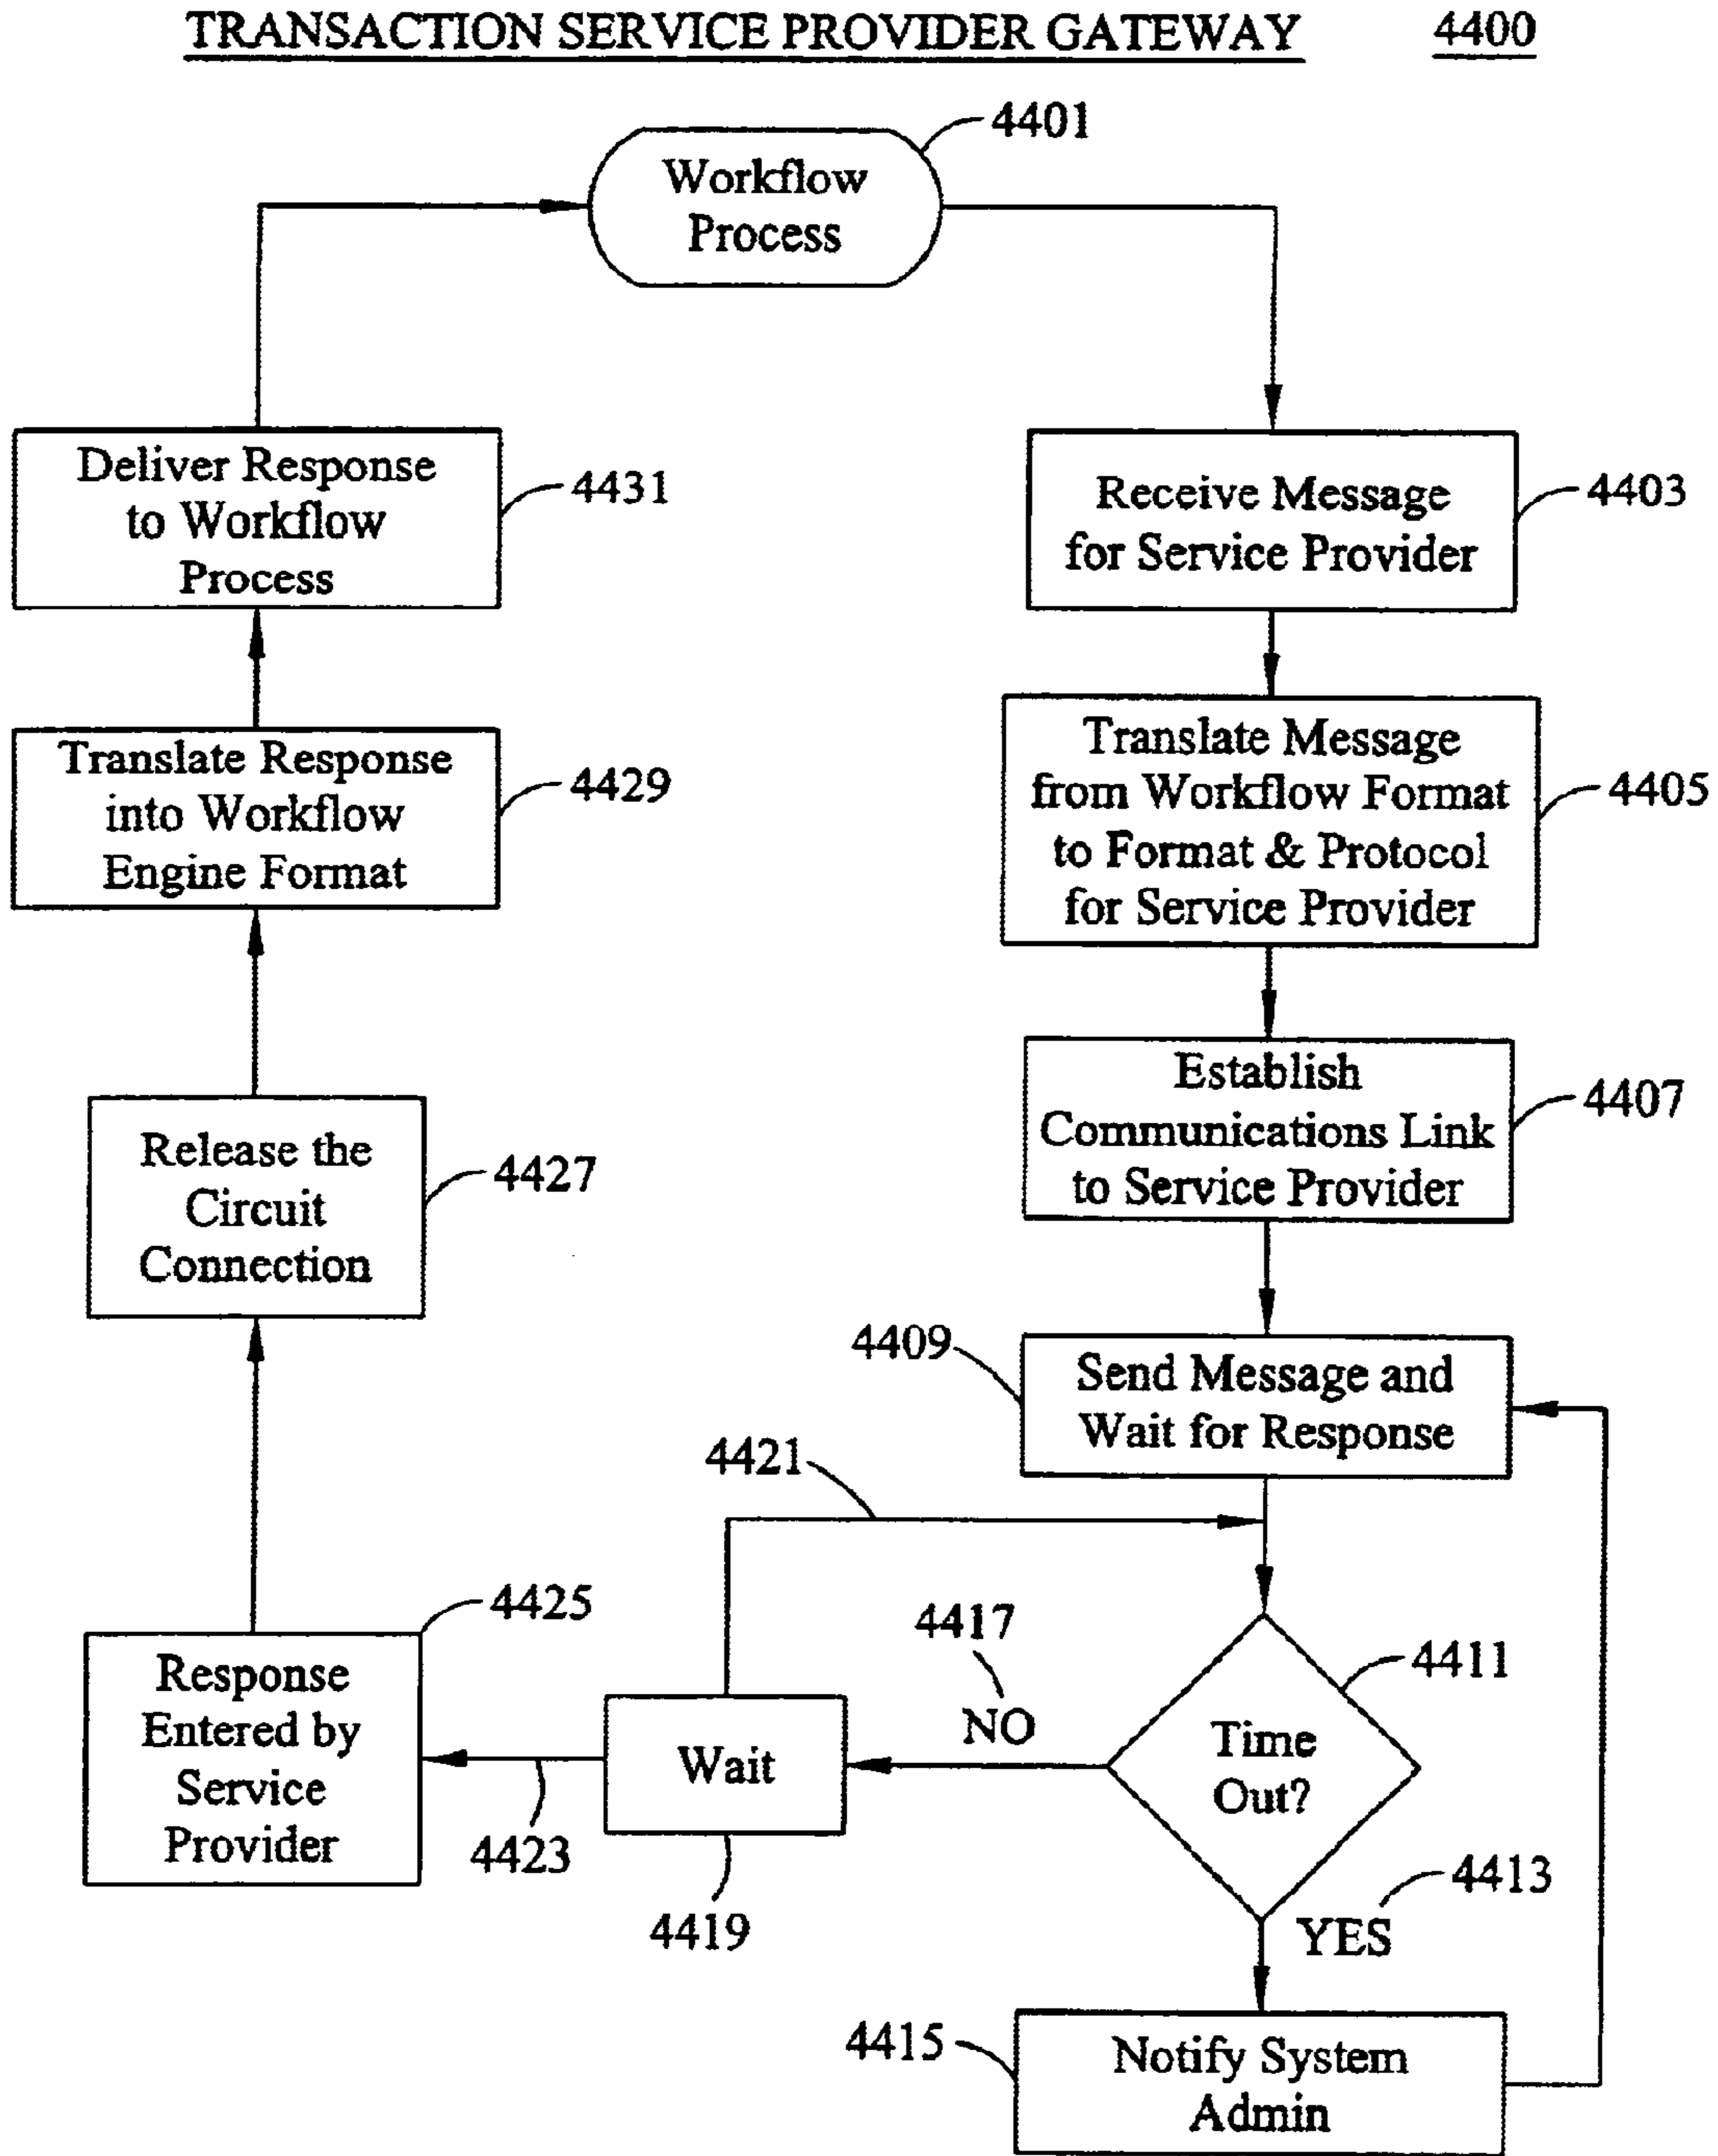 TRANSACTION SERVICE PROVIDER GATEWAY 4400
4401
Workflow
Process
Receive Message
for Service Provider
4403
Translate Message
from Workflow Format
to Format & Protocol
for Service Provider
4405
Establish
Communications Link
to Service Provider
4407
4409
Send Message and
Wait for Response
4421
4411
Time
Out?
4417
NO
4413
YES
4415
Notify System
Admin
Wait
4419
4423
4425
Response
Entered by
Service
Provider
Release the
Circuit
Connection
4427
Translate Response
into Workflow
Engine Format
4429
Deliver Response
to Workflow
Process
4431